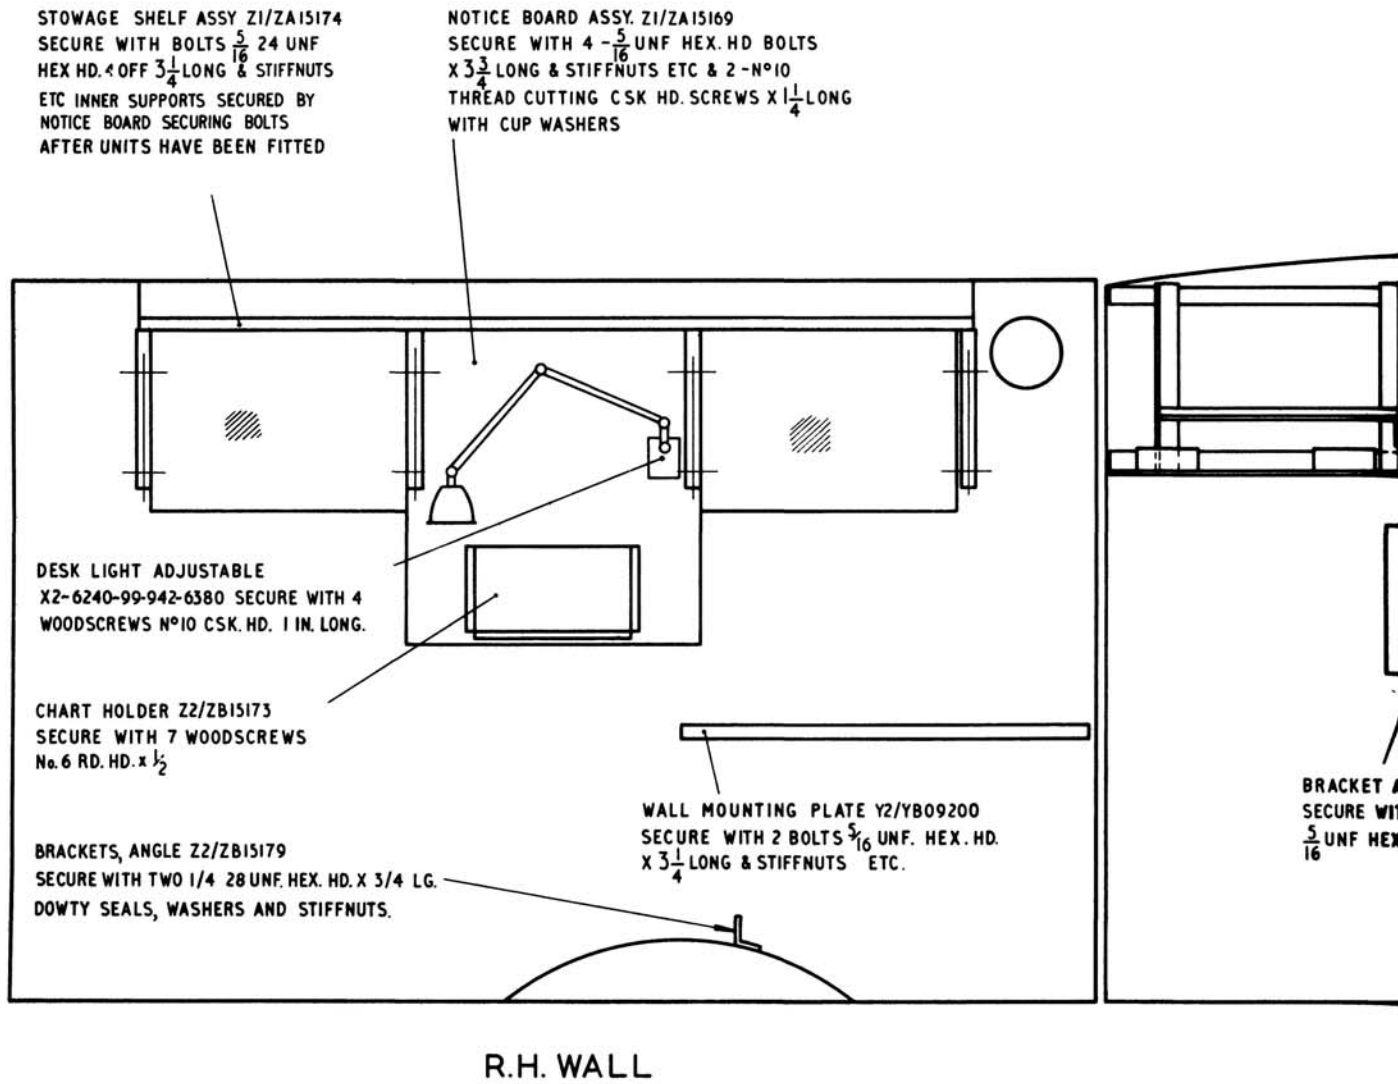 STOWAGE SHELF ASSY Z1/ZA15174
SECURE WITH BOLTS 5/16 24 UNF
HEX HD. 4 OFF 3 1/4 LONG & STIFFNUTS
ETC INNER SUPPORTS SECURED BY
NOTICE BOARD SECURING BOLTS
AFTER UNITS HAVE BEEN FITTED
NOTICE BOARD ASSY. Z1/ZA15169
SECURE WITH 4 - 5/16 UNF HEX. HD BOLTS
X 3 3/4 LONG & STIFFNUTS ETC & 2 - Nº10
THREAD CUTTING CSK HD. SCREWS X 1 1/4 LONG
WITH CUP WASHERS
DESK LIGHT ADJUSTABLE
X2-6240-99-942-6380 SECURE WITH 4
WOODSCREWS Nº10 CSK. HD. 1 IN. LONG.
CHART HOLDER Z2/ZB15173
SECURE WITH 7 WOODSCREWS
No. 6 RD. HD. x 1/2
WALL MOUNTING PLATE Y2/YB09200
SECURE WITH 2 BOLTS 5/16 UNF. HEX. HD.
X 3 1/4 LONG & STIFFNUTS ETC.
BRACKETS, ANGLE Z2/ZB15179
SECURE WITH TWO 1/4 28 UNF. HEX. HD. X 3/4 LG.
DOWTY SEALS, WASHERS AND STIFFNUTS.
BRACKET
SECURE
5/16 UNF HEX
R.H. WALL